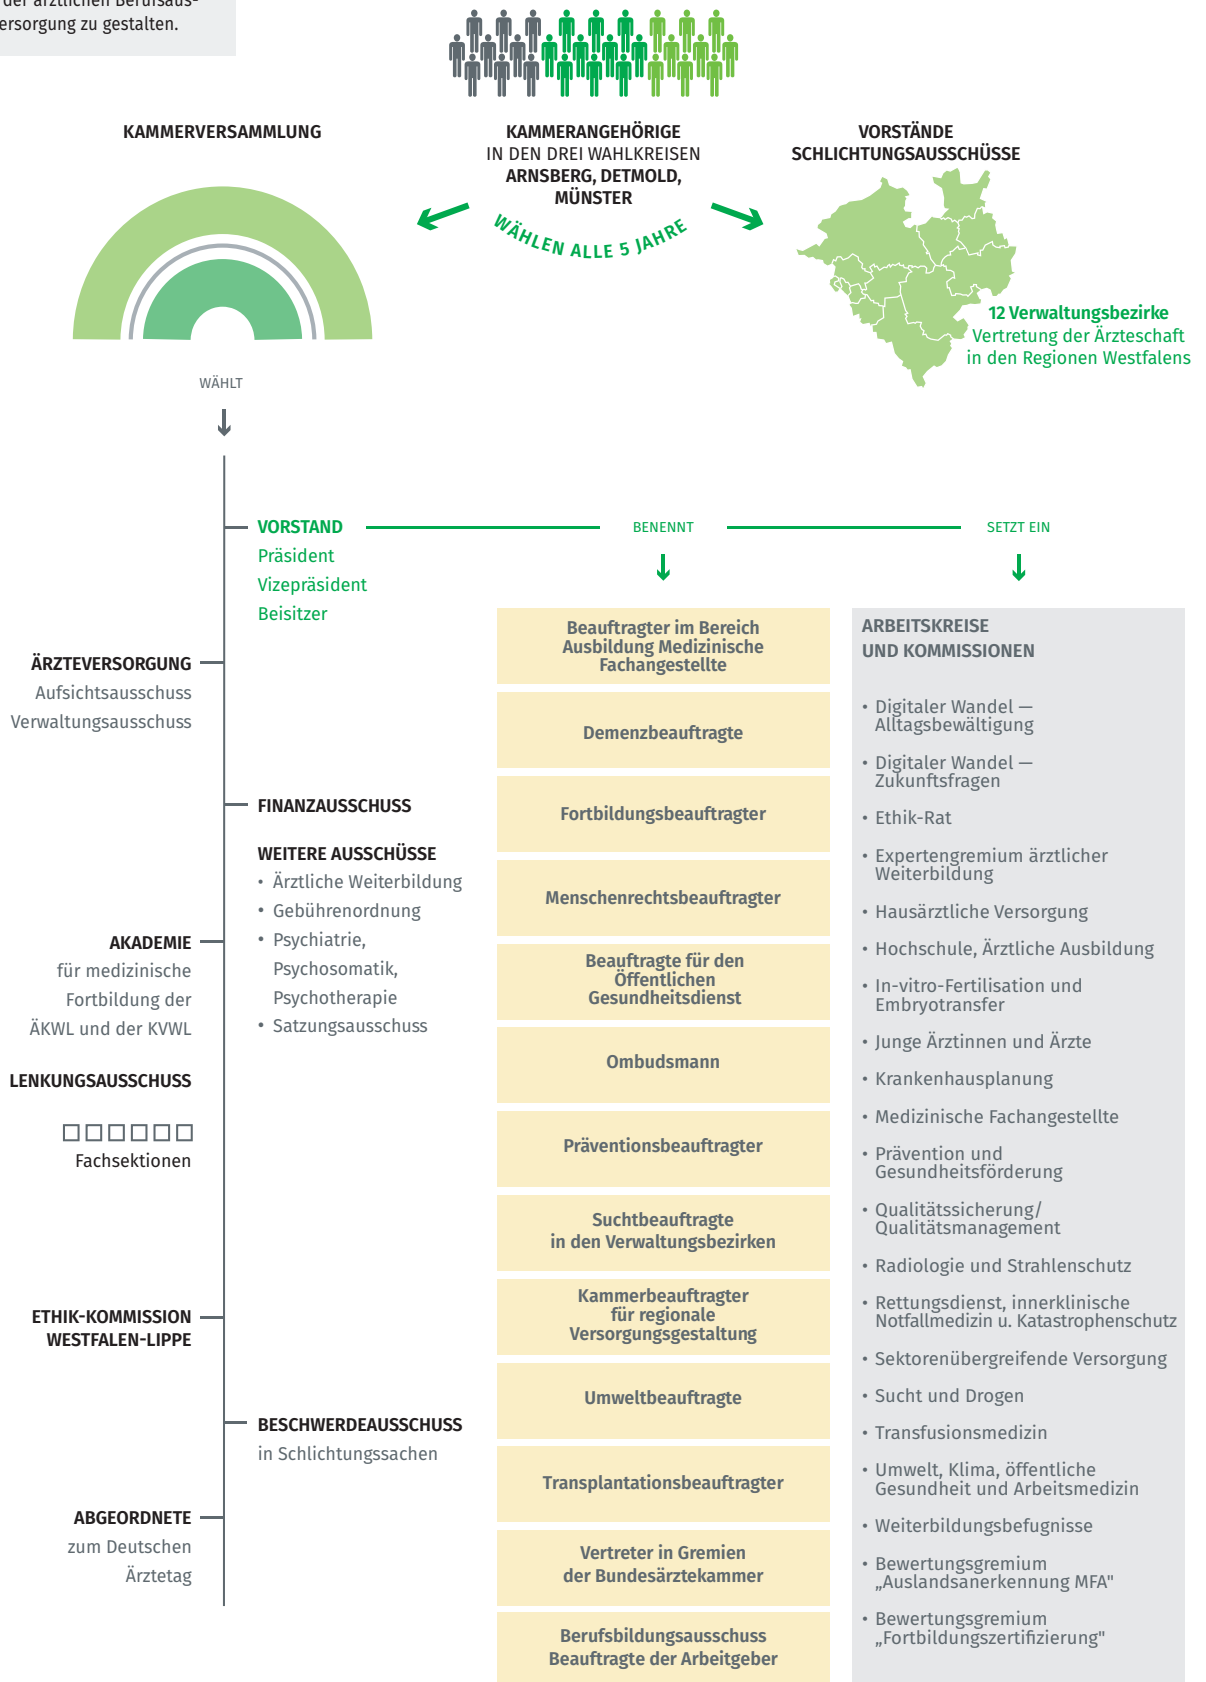 der ärztlichen Berufsaus-
ersorgung zu gestalten.
KAMMERVERSAMMLUNG
KAMMERANGEHÖRIGE
IN DEN DREI WAHLKREISEN
ARNSBERG, DETMOLD,
MÜNSTER
WÄHLEN ALLE 5 JAHRE
VORSTÄNDE
SCHLICHTUNGSAUSSCHÜSSE
12 Verwaltungsbezirke
Vertretung der Ärzteschaft
in den Regionen Westfalens
WÄHLT
VORSTAND
Präsident
Vizepräsident
Beisitzer
BENENNT
SETZT EIN
ÄRZTEVERSORGUNG
Aufsichtsausschuss
Verwaltungsausschuss
FINANZAUSSCHUSS
WEITERE AUSSCHÜSSE
• Ärztliche Weiterbildung
• Gebührenordnung
• Psychiatrie,
Psychosomatik,
Psychotherapie
• Satzungsausschuss
AKADEMIE
für medizinische
Fortbildung der
ÄKWL und der KVWL
LENKUNGSAUSSCHUSS
Fachsektionen
ETHIK-KOMMISSION
WESTFALEN-LIPPE
BESCHWERDEAUSSCHUSS
in Schlichtungssachen
ABGEORDNETE
zum Deutschen
Ärztetag
Beauftragter im Bereich
Ausbildung Medizinische
Fachangestellte
Demenzbeauftragte
Fortbildungsbeauftragter
Menschenrechtsbeauftragter
Beauftragte für den
Öffentlichen
Gesundheitsdienst
Ombudsmann
Präventionsbeauftragter
Suchtbeauftragte
in den Verwaltungsbezirken
Kammerbeauftragter
für regionale
Versorgungsgestaltung
Umweltbeauftragte
Transplantationsbeauftragter
Vertreter in Gremien
der Bundesärztekammer
Berufsbildungsausschuss
Beauftragte der Arbeitgeber
ARBEITSKREISE
UND KOMMISSIONEN
• Digitaler Wandel —
Alltagsbewältigung
• Digitaler Wandel —
Zukunftsfragen
• Ethik-Rat
• Expertengremium ärztlicher
Weiterbildung
• Hausärztliche Versorgung
• Hochschule, Ärztliche Ausbildung
• In-vitro-Fertilisation und
Embryotransfer
• Junge Ärztinnen und Ärzte
• Krankenhausplanung
• Medizinische Fachangestellte
• Prävention und
Gesundheitsförderung
• Qualitätssicherung/
Qualitätsmanagement
• Radiologie und Strahlenschutz
• Rettungsdienst, innerklinische
Notfallmedizin u. Katastrophenschutz
• Sektorenübergreifende Versorgung
• Sucht und Drogen
• Transfusionsmedizin
• Umwelt, Klima, öffentliche
Gesundheit und Arbeitsmedizin
• Weiterbildungsbefugnisse
• Bewertungsgremium
„Auslandsanerkennung MFA"
• Bewertungsgremium
„Fortbildungszertifizierung"